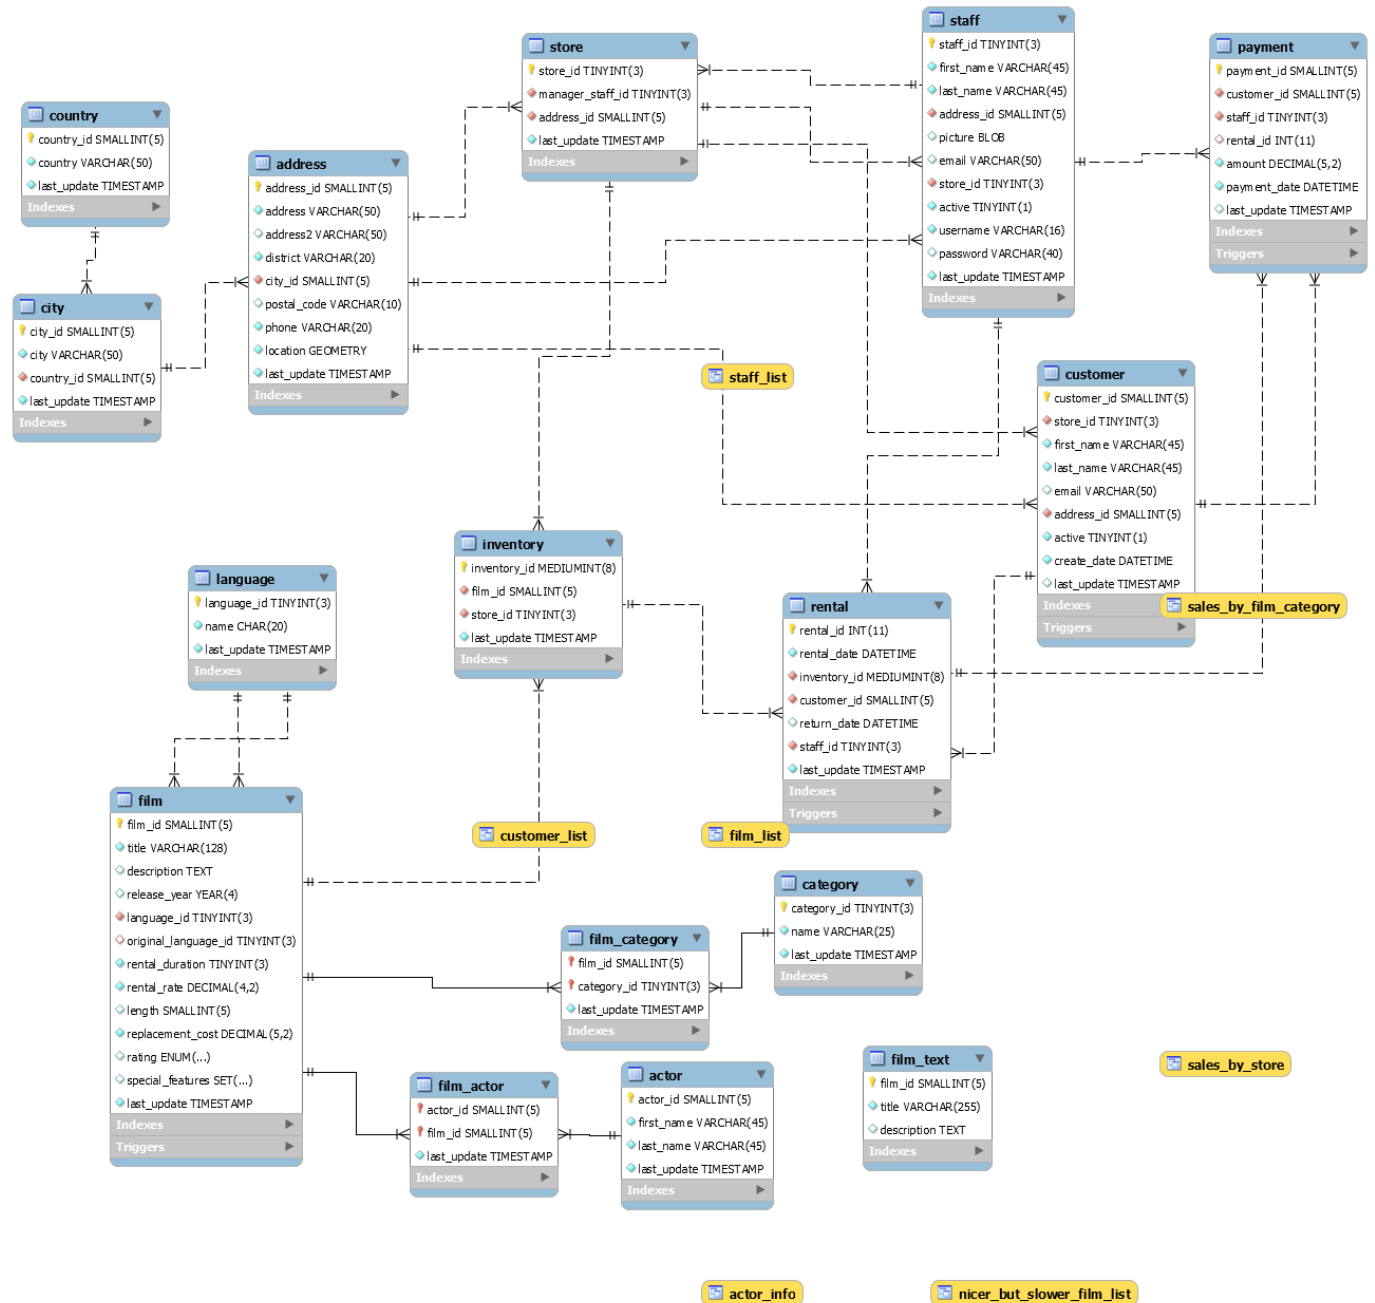 store
store_id TINYINT(3)
manager_staff_id TINYINT(3)
address_id SMALLINT(5)
last_update TIMESTAMP
Indexes
staff
staff_id TINYINT(3)
first_name VARCHAR(45)
last_name VARCHAR(45)
address_id SMALLINT(5)
picture BLOB
email VARCHAR(50)
store_id TINYINT(3)
active TINYINT(1)
username VARCHAR(16)
password VARCHAR(40)
last_update TIMESTAMP
Indexes
payment
payment_id SMALLINT(5)
customer_id SMALLINT(5)
staff_id TINYINT(3)
rental_id INT(11)
amount DECIMAL(5,2)
payment_date DATETIME
last_update TIMESTAMP
Indexes
Triggers
country
country_id SMALLINT(5)
country VARCHAR(50)
last_update TIMESTAMP
Indexes
address
address_id SMALLINT(5)
address VARCHAR(50)
address2 VARCHAR(50)
district VARCHAR(20)
city_id SMALLINT(5)
postal_code VARCHAR(10)
phone VARCHAR(20)
location GEOMETRY
last_update TIMESTAMP
Indexes
city
city_id SMALLINT(5)
city VARCHAR(50)
country_id SMALLINT(5)
last_update TIMESTAMP
Indexes
staff_list
customer
customer_id SMALLINT(5)
store_id TINYINT(3)
first_name VARCHAR(45)
last_name VARCHAR(45)
email VARCHAR(50)
address_id SMALLINT(5)
active TINYINT(1)
create_date DATETIME
last_update TIMESTAMP
Indexes
Triggers
sales_by_film_category
inventory
inventory_id MEDIUMINT(8)
film_id SMALLINT(5)
store_id TINYINT(3)
last_update TIMESTAMP
Indexes
language
language_id TINYINT(3)
name CHAR(20)
last_update TIMESTAMP
Indexes
rental
rental_id INT(11)
rental_date DATETIME
inventory_id MEDIUMINT(8)
customer_id SMALLINT(5)
return_date DATETIME
staff_id TINYINT(3)
last_update TIMESTAMP
Indexes
Triggers
film
film_id SMALLINT(5)
title VARCHAR(128)
description TEXT
release_year YEAR(4)
language_id TINYINT(3)
original_language_id TINYINT(3)
rental_duration TINYINT(3)
rental_rate DECIMAL(4,2)
length SMALLINT(5)
replacement_cost DECIMAL(5,2)
rating ENUM(...)
special_features SET(...)
last_update TIMESTAMP
Indexes
Triggers
customer_list
film_list
category
category_id TINYINT(3)
name VARCHAR(25)
last_update TIMESTAMP
Indexes
film_category
film_id SMALLINT(5)
category_id TINYINT(3)
last_update TIMESTAMP
Indexes
film_text
film_id SMALLINT(5)
title VARCHAR(255)
description TEXT
Indexes
sales_by_store
film_actor
actor_id SMALLINT(5)
film_id SMALLINT(5)
last_update TIMESTAMP
Indexes
actor
actor_id SMALLINT(5)
first_name VARCHAR(45)
last_name VARCHAR(45)
last_update TIMESTAMP
Indexes
actor_info
nicer_but_slower_film_list